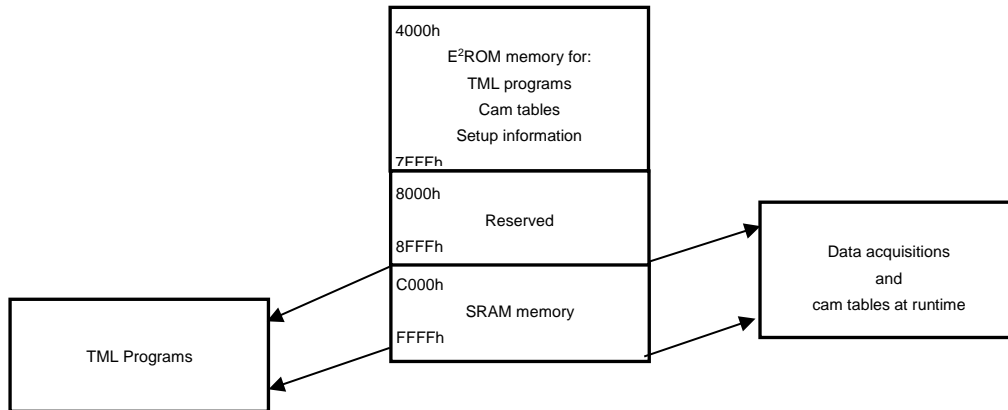 4000h
E²ROM memory for:
TML programs
Cam tables
Setup information
7FFFh
8000h
Reserved
8FFFh
C000h
SRAM memory
FFFFh
Data acquisitions
and
cam tables at runtime
TML Programs